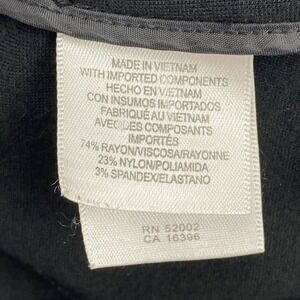 MADE IN VIETNAM
WITH IMPORTED COMPONENTS
HECHO EN VIETNAM
CON INSUMOS IMPORTADOS
FABRIQUÉ AU VIETNAM
AVEC DES COMPOSANTS
IMPORTÉS
74% RAYON/VISCOSA/RAYONNE
23% NYLON/POLIAMIDA
3% SPANDEX/ELASTANO
RN 52002
CA 16396